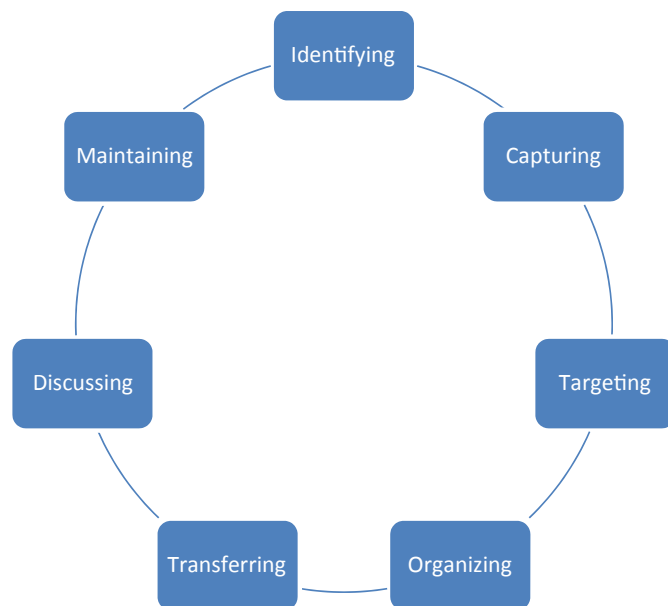 Identifying
Capturing
Targeting
Organizing
Transferring
Discussing
Maintaining